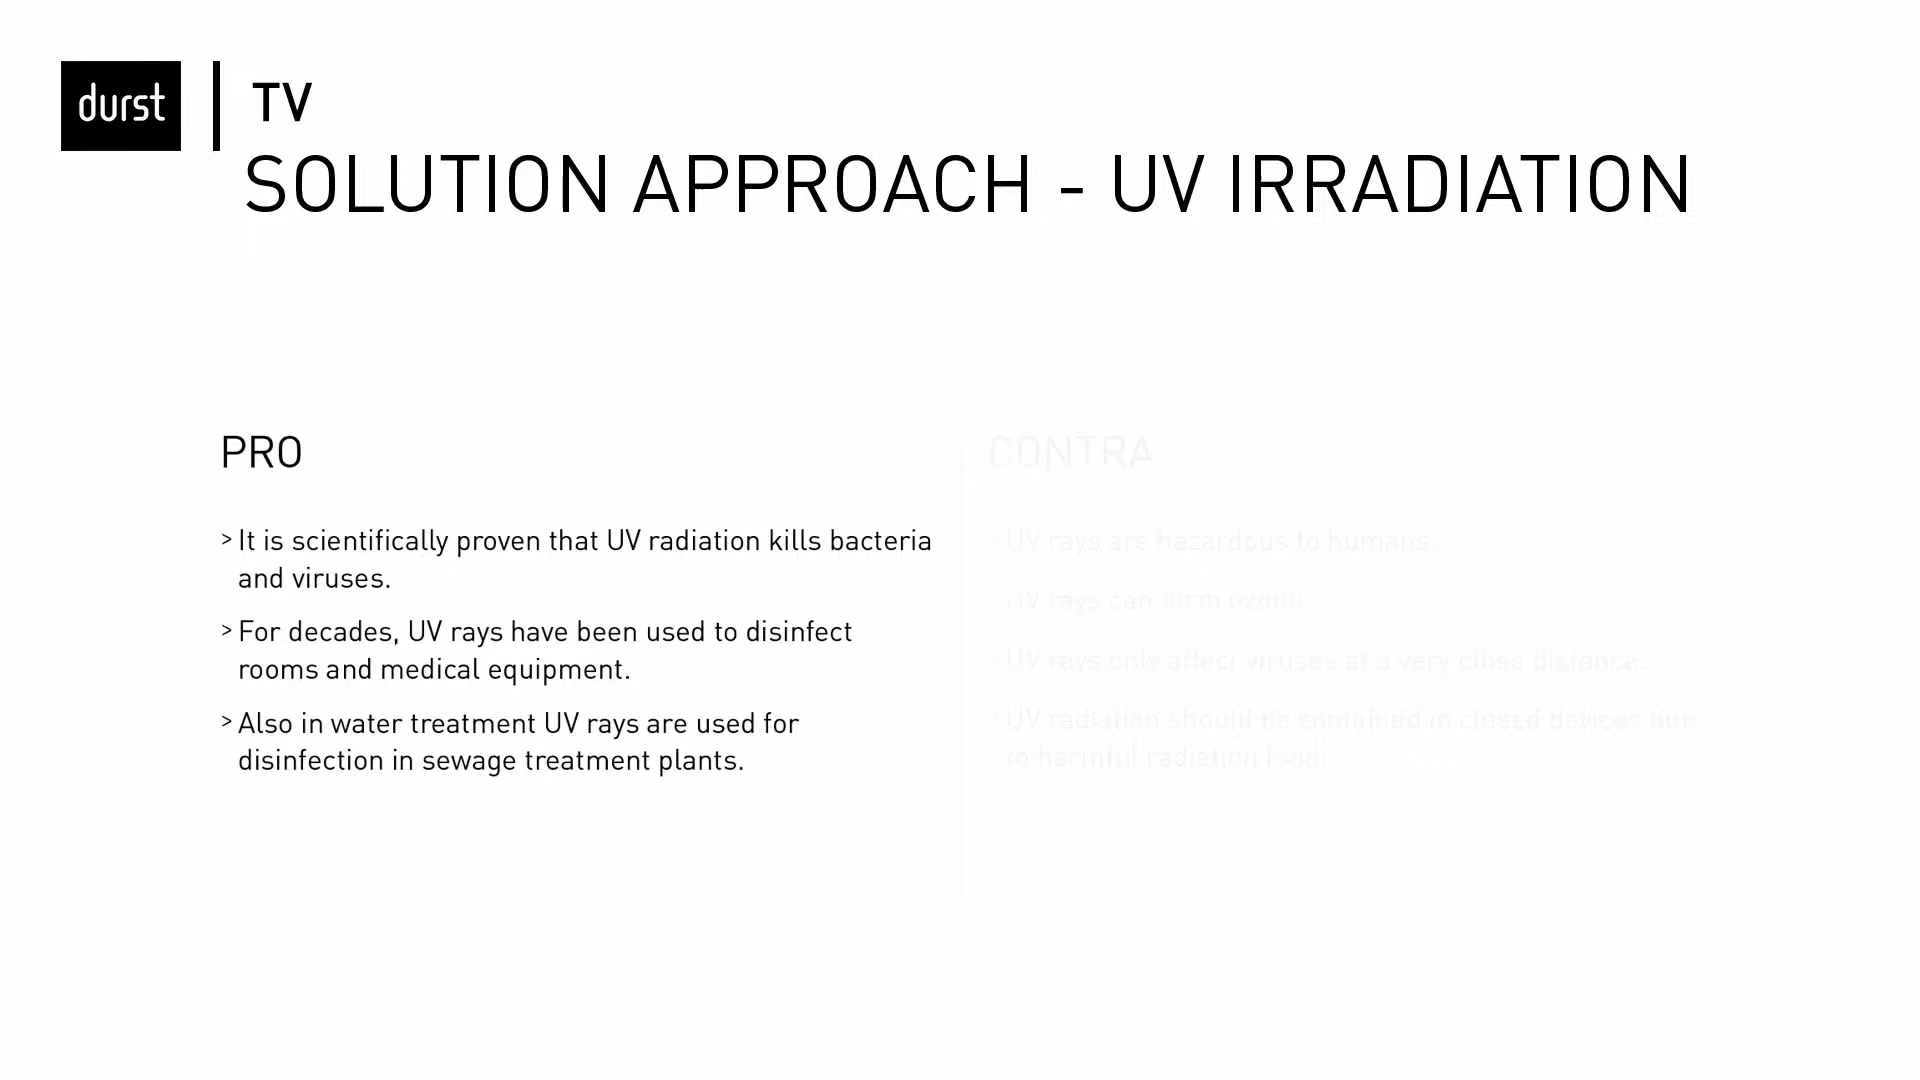 durst
TV
SOLUTION APPROACH - UV IRRADIATION
PRO
> It is scientifically proven that UV radiation kills bacteria
and viruses.
> For decades, UV rays have been used to disinfect
rooms and medical equipment.
> Also in water treatment UV rays are used for
disinfection in sewage treatment plants.
CONTRA
> UV rays are hazardous to humans.
> UV rays can form ozone.
> UV rays only affect viruses at a very close distance.
> UV radiation should be contained in closed devices due
to harmful radiation load.